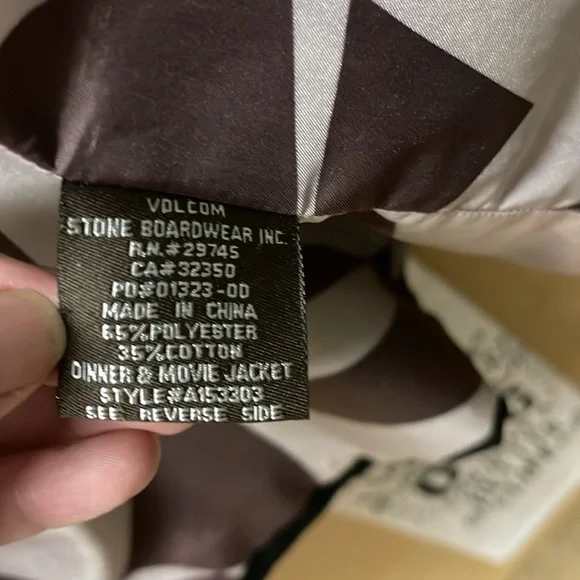 VOLCOM
STONE BOARDWEAR INC.
R.N.#29745
CA#32350
PO#01323-00
MADE IN CHINA
65%POLYESTER
35%COTTON
DINNER & MOVIE JACKET
STYLE#A153303
SEE REVERSE SIDE